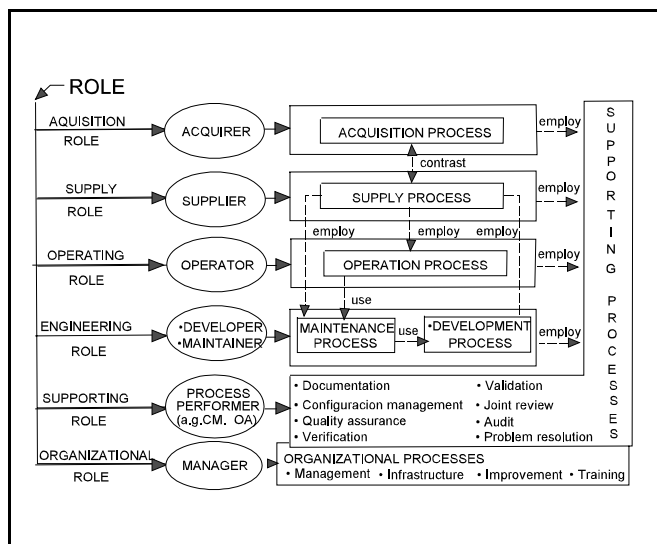 ROLE
AQUISITION
ROLE
ACQUIRER
ACQUISITION PROCESS
employ
contrast
SUPPLY
ROLE
SUPPLIER
SUPPLY PROCESS
employ
employ
employ
employ
OPERATING
ROLE
OPERATOR
OPERATION PROCESS
employ
use
ENGINEERING
ROLE
•DEVELOPER
•MAINTAINER
MAINTENANCE
PROCESS
use
•DEVELOPMENT
PROCESS
employ
SUPPORTING
ROLE
PROCESS
PERFORMER
(a.g.CM. OA)
• Documentation
• Configuracion management
• Quality assurance
• Verification
• Validation
• Joint review
• Audit
• Problem resolution
SUPPORTING PROCESSES
ORGANIZATIONAL
ROLE
MANAGER
ORGANIZATIONAL PROCESSES
• Management • Infrastructure • Improvement • Training